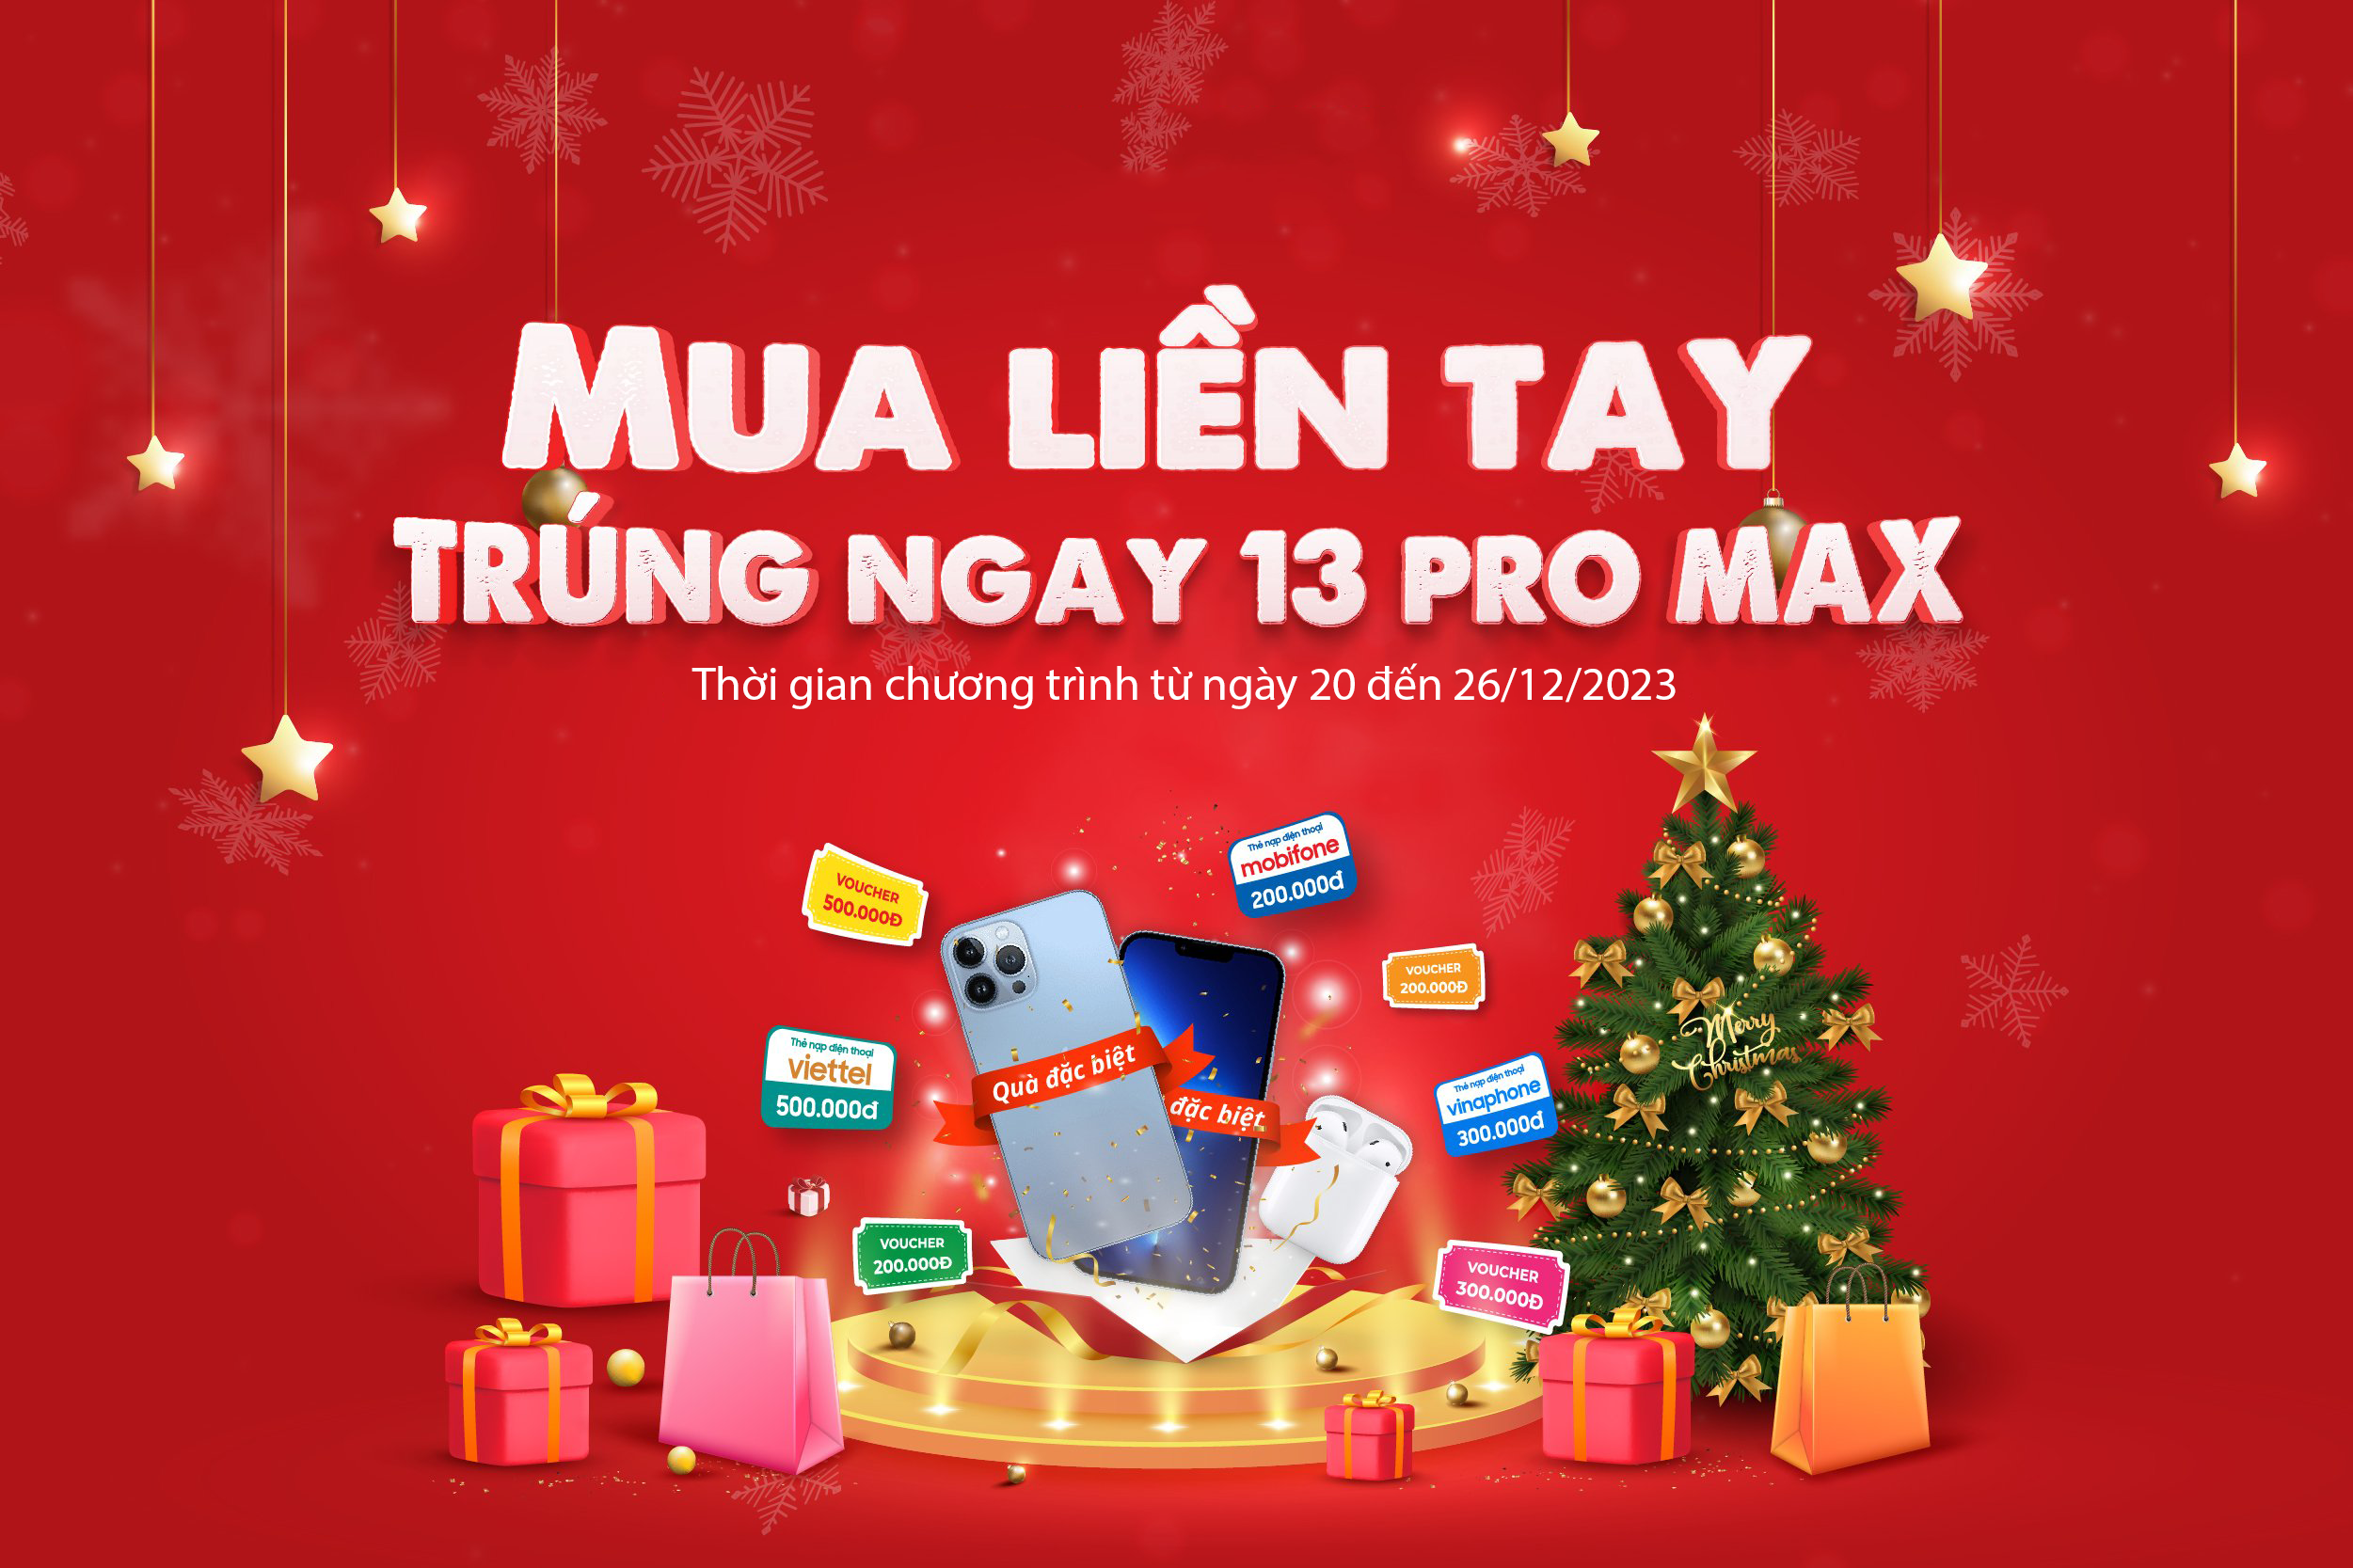 MUA LIỀN TAY
TRÚNG NGAY 13 PRO MAX
Thời gian chương trình từ ngày 20 đến 26/12/2023
Thẻ nạp điện thoại
mobifone
200.000đ
VOUCHER
500.000Đ
VOUCHER
200.000Đ
Merry
Christmas
Thẻ nạp điện thoại
viettel
500.000đ
Quà đặc biệt
đặc biệt
Thẻ nạp điện thoại
vinaphone
300.000đ
VOUCHER
200.000Đ
VOUCHER
300.000Đ